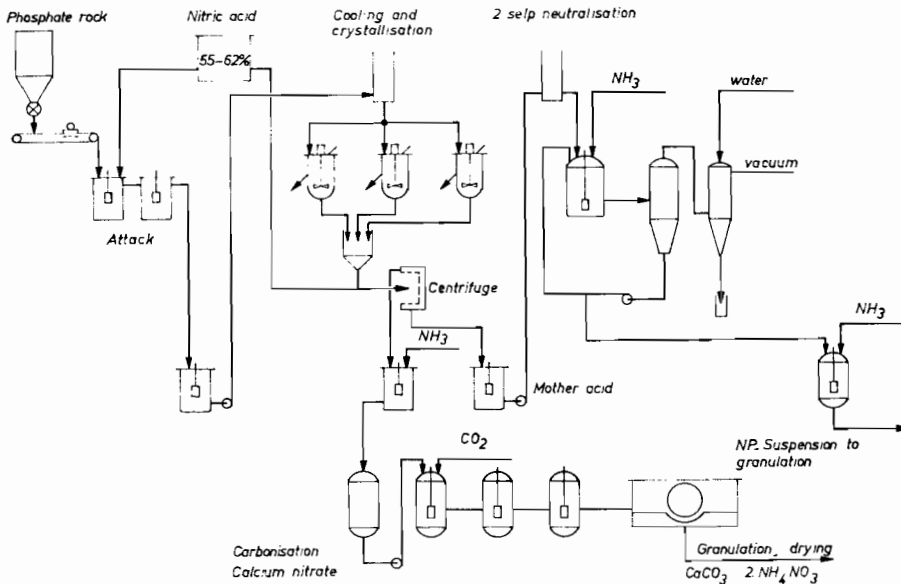 Phosphate rock
Nitric acid
55-62%
Cooling and
crystallisation
2 selp neutralisation
NH3
water
vacuum
Attack
Centrifuge
NH3
NH3
Mother acid
CO2
NP. Suspension to
granulation
Carbonisation
Calcium nitrate
Granulation, drying
CaCO3 2.NH4NO3